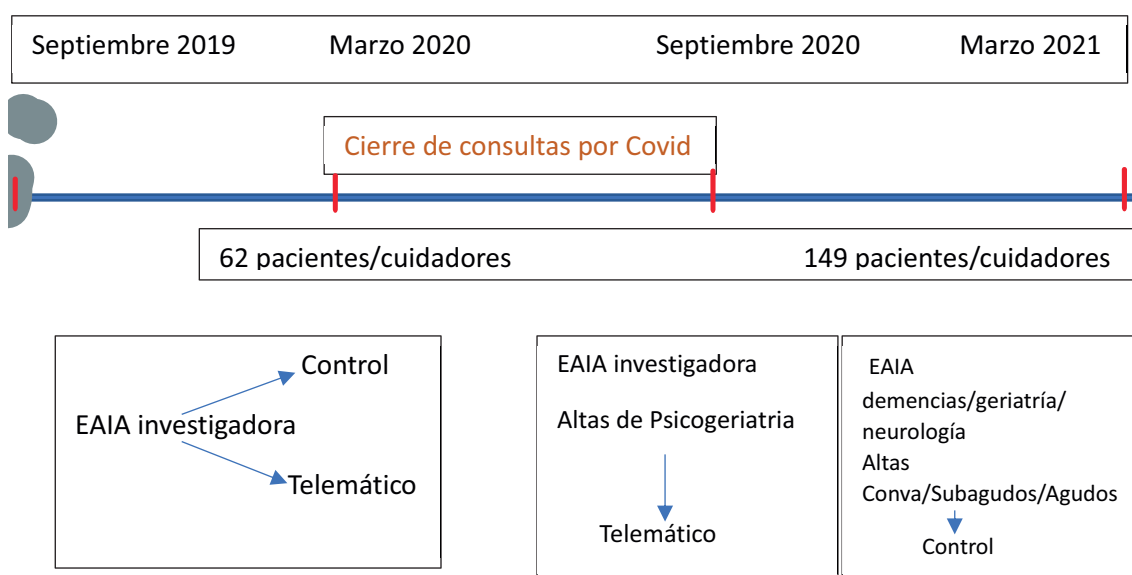 Septiembre 2019 Marzo 2020 Septiembre 2020 Marzo 2021
Cierre de consultas por Covid
62 pacientes/cuidadores 149 pacientes/cuidadores
Control
EAIA investigadora
Telemático
EAIA investigadora
Altas de Psicogeriatria
Telemático
EAIA
demencias/geriatría/
neurología
Altas
Conva/Subagudos/Agudos
Control